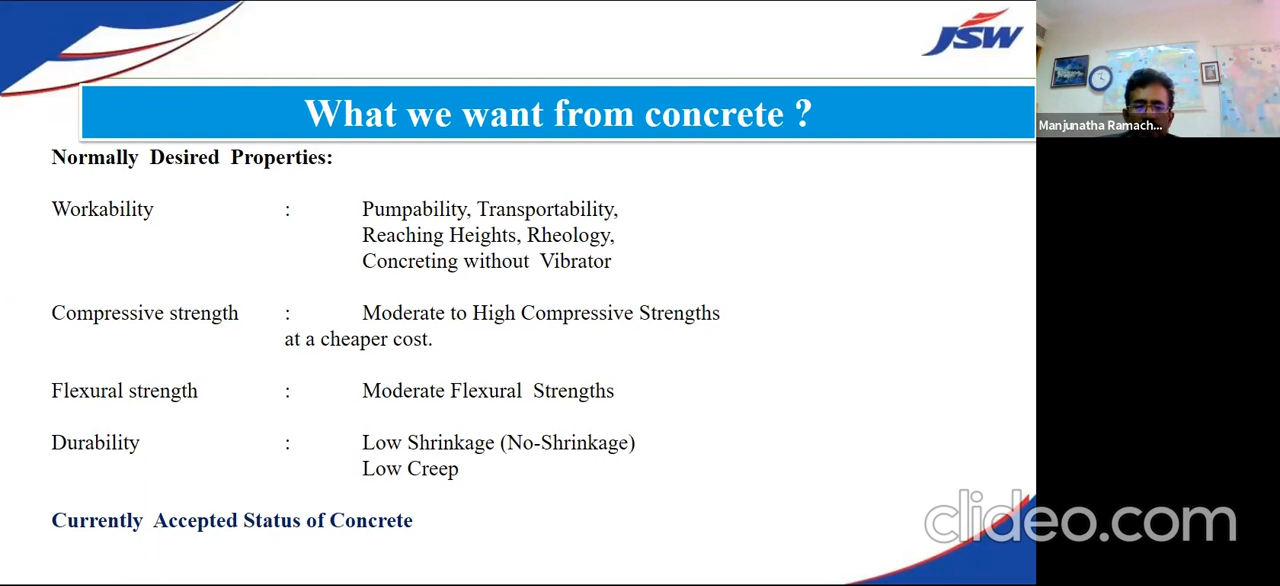 JSW
What we want from concrete ?
Manjunatha Ramach...
Normally Desired Properties:
Workability : Pumpability, Transportability,
Reaching Heights, Rheology,
Concreting without Vibrator
Compressive strength : Moderate to High Compressive Strengths
at a cheaper cost.
Flexural strength : Moderate Flexural Strengths
Durability : Low Shrinkage (No-Shrinkage)
Low Creep
Currently Accepted Status of Concrete
clideo.com